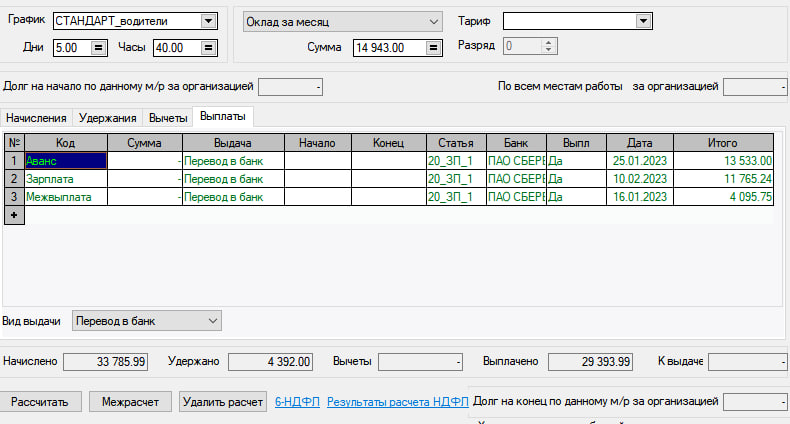 График СТАНДАРТ_водители Оклад за месяц Тариф
Дни 5.00 = Часы 40.00 = Сумма 14 943.00 = Разряд 0
Долг на начало по данному м/р за организацией - По всем местам работы за организацией -
Начисления Удержания Вычеты Выплаты
№ Код Сумма Выдача Начало Конец Статья Банк Выпл Дата Итого
1 Аванс - Перевод в банк 20_ЗП_1 ПАО СБЕРЕ Да 25.01.2023 13 533.00
2 Зарплата - Перевод в банк 20_ЗП_1 ПАО СБЕРЕ Да 10.02.2023 11 765.24
3 Межвыплата - Перевод в банк 20_ЗП_1 ПАО СБЕРЕ Да 16.01.2023 4 095.75
+
Вид выдачи Перевод в банк
Начислено 33 785.99 Удержано 4 392.00 Вычеты - Выплачено 29 393.99 К выдаче -
Рассчитать Межрасчет Удалить расчет 6-НДФЛ Результаты расчета НДФЛ Долг на конец по данному м/р за организацией -